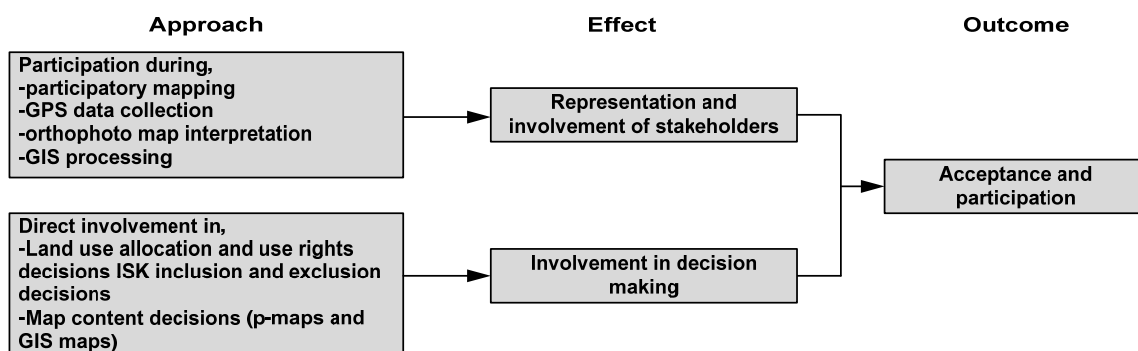 Approach
Effect
Outcome
Participation during,
-participatory mapping
-GPS data collection
-orthophoto map interpretation
-GIS processing
Representation and
involvement of stakeholders
Acceptance and
participation
Direct involvement in,
-Land use allocation and use rights
decisions ISK inclusion and exclusion
decisions
-Map content decisions (p-maps and
GIS maps)
Involvement in decision
making